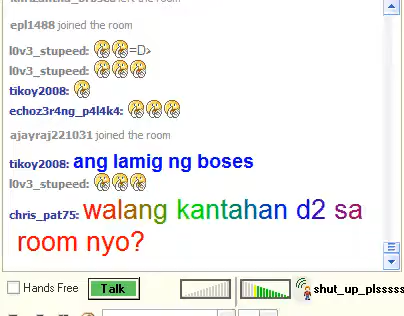 epl1488 joined the room
l0v3_stupeed: =D>
l0v3_stupeed:
tikoy2008:
echoz3r4ng_p4l4k4:
ajayraj221031 joined the room
tikoy2008: ang lamig ng boses
l0v3_stupeed:
chris_pat75: walang kantahan d2 sa
room nyo?
Hands Free Talk shut_up_plsssss